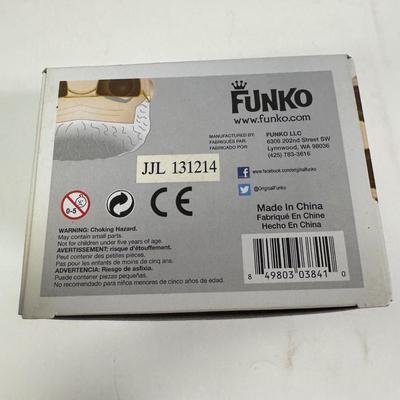 FUNKO
www.funko.com
MANUFACTURED BY: FUNKO LLC
FABRIQUÉS PAR: 6306 202nd Street SW
FABRICADO POR: Lynnwood, WA 98036
(425) 783-3616
www.facebook.com/originalfunko
@OriginalFunko
JJL 131214
0-5
CE
Made In China
Fabriqué En Chine
Hecho En China
WARNING: Choking Hazard.
May contain small parts.
Not for children under five years of age.
AVERTISSEMENT: risque d'étouffement.
Peut contenir des petites pièces.
Pas pour les enfants de moins de cinq ans.
ADVERTENCIA: Riesgo de asfixia.
Puede contener piezas pequeñas.
No recomendado para niños menores de cinco años de edad.
8 49803 03841 0